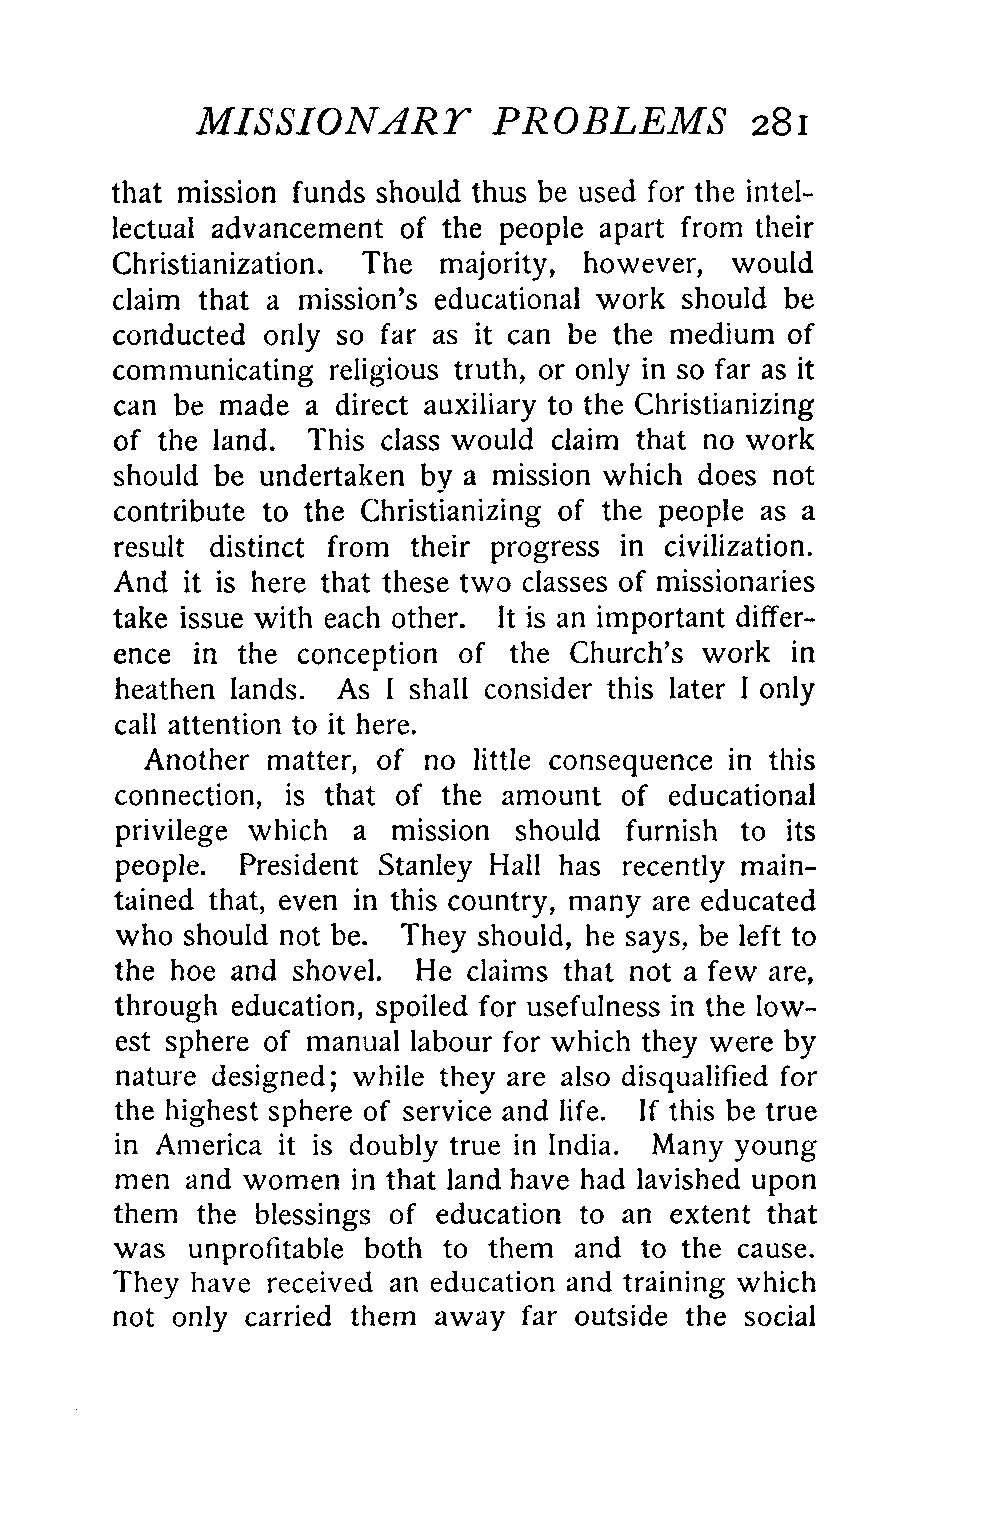 MISSIONARY PROBLEMS 281
that mission funds should thus be used for the intel-
lectual advancement of the people apart from their
Christianization. The majority, however, would
claim that a mission's educational work should be
conducted only so far as it can be the medium of
communicating religious truth, or only in so far as it
can be made a direct auxiliary to the Christianizing
of the land. This class would claim that no work
should be undertaken by a mission which does not
contribute to the Christianizing of the people as a
result distinct from their progress in civilization.
And it is here that these two classes of missionaries
take issue with each other. It is an important differ-
ence in the conception of the Church's work in
heathen lands. As I shall consider this later I only
call attention to it here.
Another matter, of no little consequence in this
connection, is that of the amount of educational
privilege which a mission should furnish to its
people. President Stanley Hall has recently main-
tained that, even in this country, many are educated
who should not be. They should, he says, be left to
the hoe and shovel. He claims that not a few are,
through education, spoiled for usefulness in the low-
est sphere of manual labour for which they were by
nature designed; while they are also disqualified for
the highest sphere of service and life. If this be true
in America it is doubly true in India. Many young
men and women in that land have had lavished upon
them the blessings of education to an extent that
was unprofitable both to them and to the cause.
They have received an education and training which
not only carried them away far outside the social